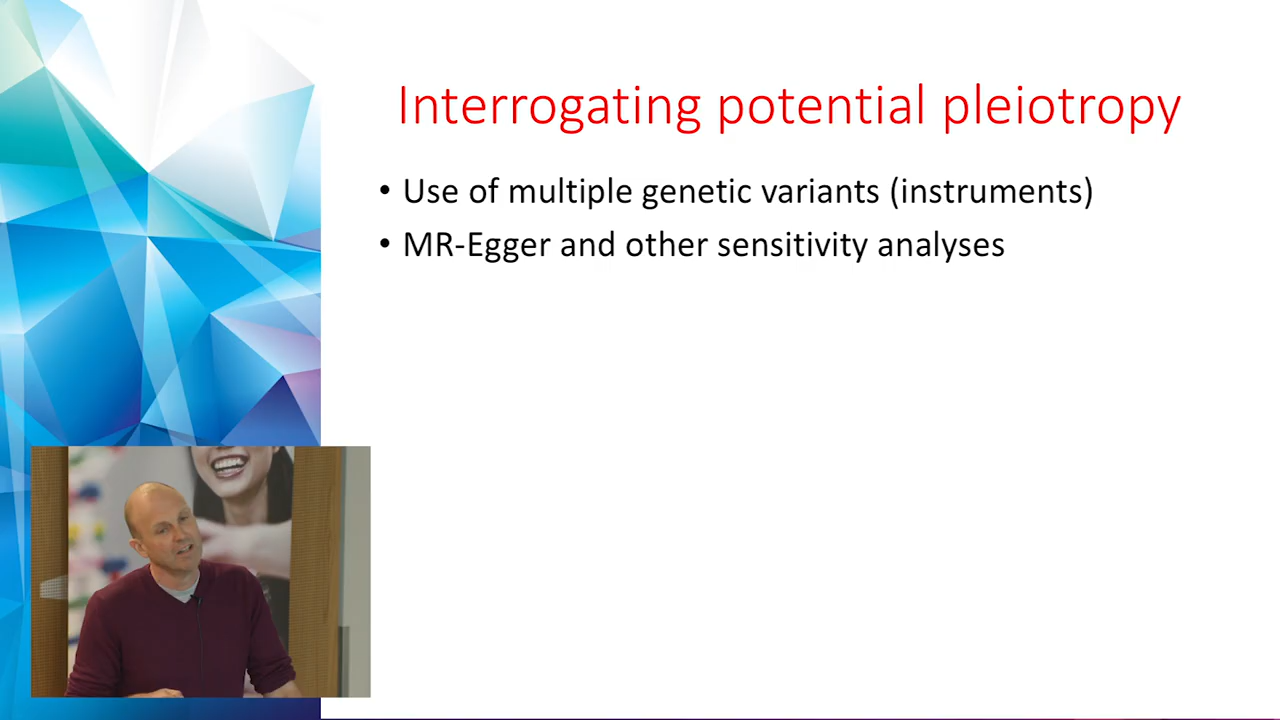 Interrogating potential pleiotropy
• Use of multiple genetic variants (instruments)
• MR-Egger and other sensitivity analyses